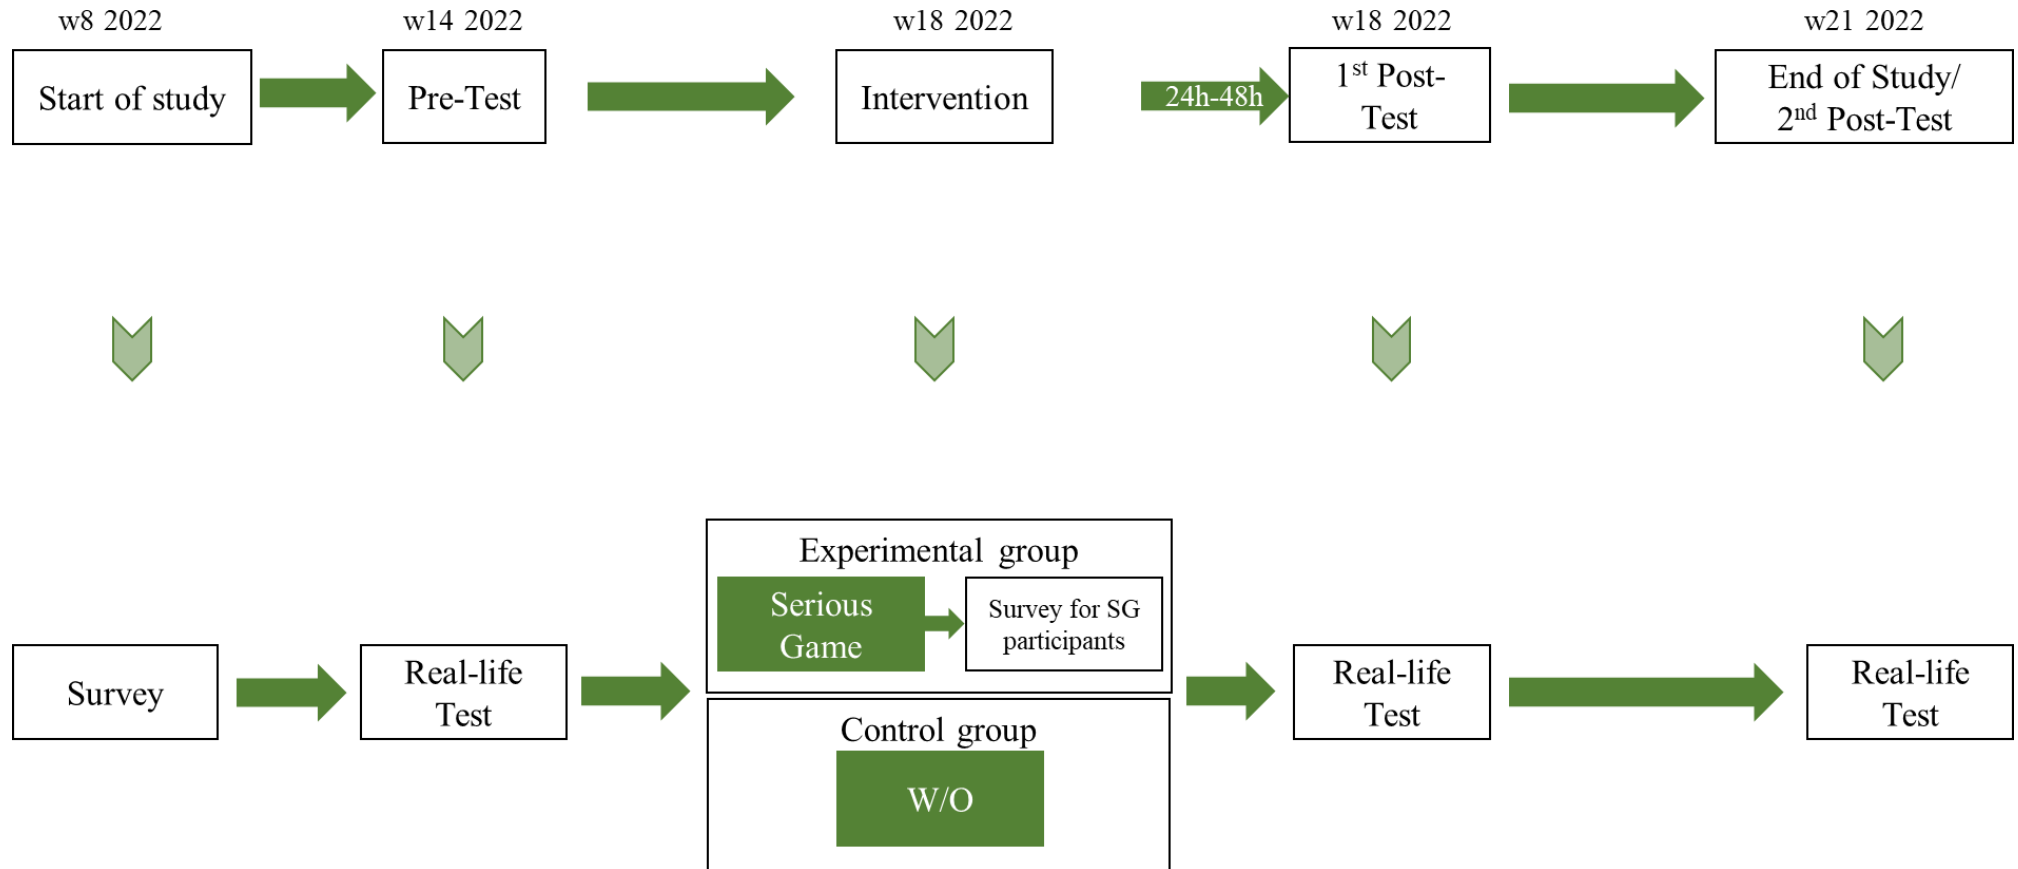 w8 2022
w14 2022
w18 2022
w18 2022
w21 2022
Start of study
Pre-Test
Intervention
24h-48h
1st Post-
Test
End of Study/
2nd Post-Test
Survey
Real-life
Test
Experimental group
Serious
Game
Survey for SG
participants
Control group
W/O
Real-life
Test
Real-life
Test